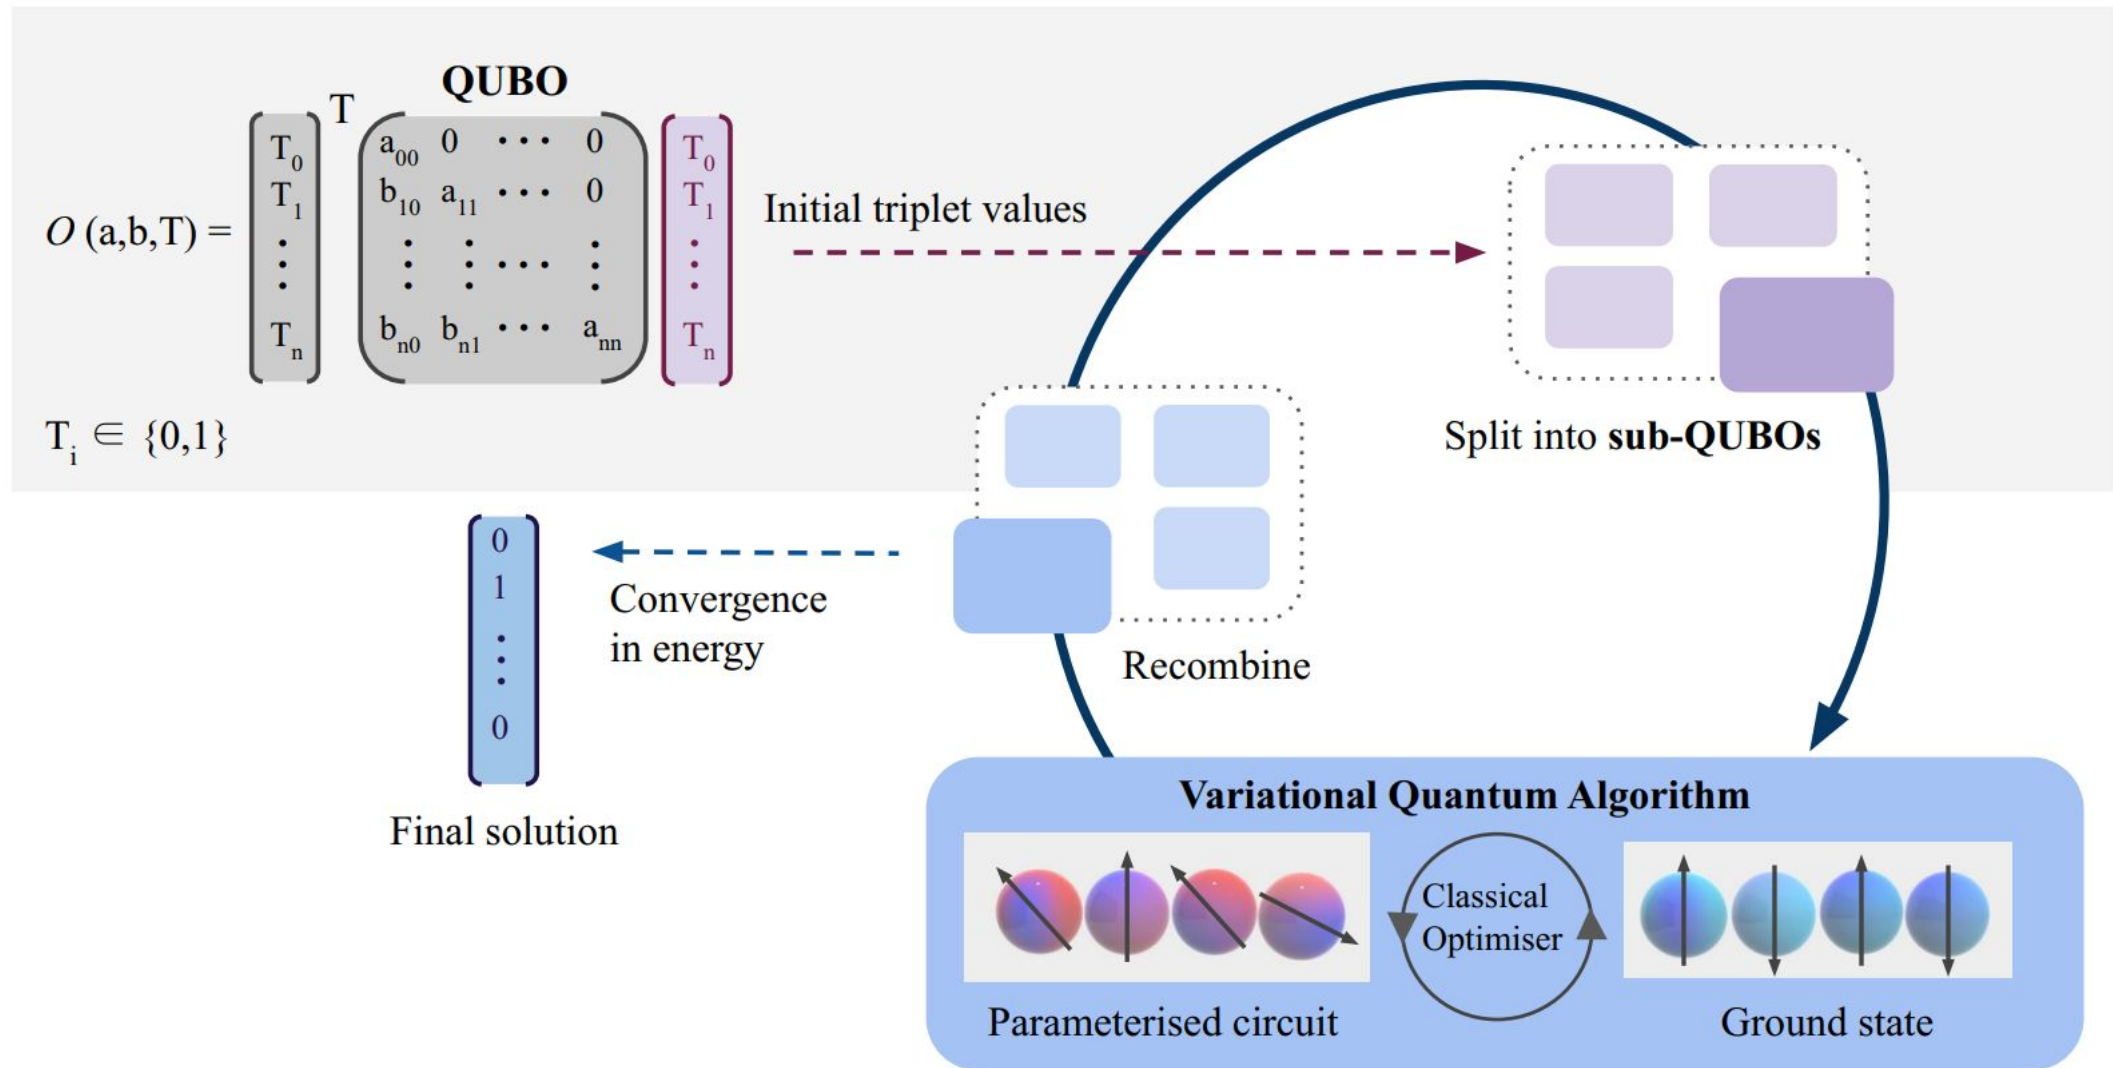 QUBO
O (a,b,T) =
T₀
T₁
⋮
Tₙ
T
a₀₀ 0 ⋯ 0
b₁₀ a₁₁ ⋯ 0
⋮ ⋮ ⋯ ⋮
bₙ₀ bₙ₁ ⋯ aₙₙ
T₀
T₁
⋮
Tₙ
Tᵢ ∈ {0,1}
Initial triplet values
Split into sub-QUBOs
Recombine
Convergence
in energy
0
1
⋮
0
Final solution
Variational Quantum Algorithm
Classical
Optimiser
Parameterised circuit
Ground state